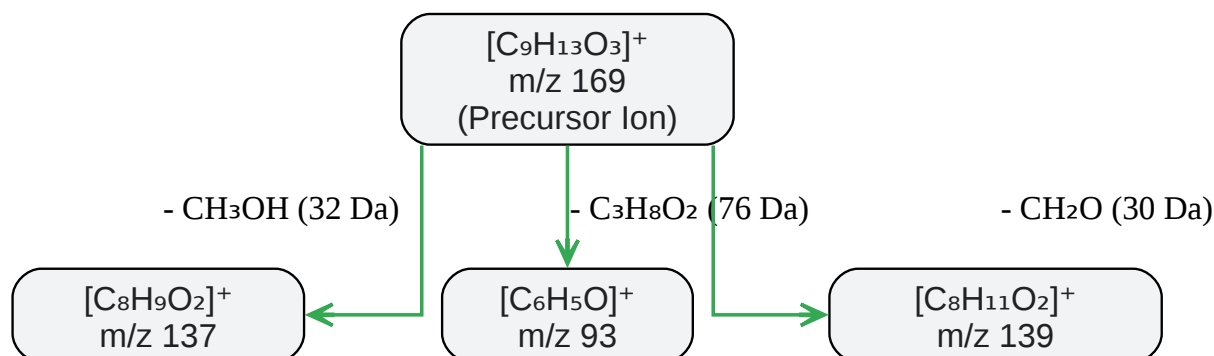 [C₉H₁₃O₃]⁺
m/z 169
(Precursor Ion)
- CH₃OH (32 Da)
- C₃H₈O₂ (76 Da)
- CH₂O (30 Da)
[C₈H₉O₂]⁺
m/z 137
[C₆H₅O]⁺
m/z 93
[C₈H₁₁O₂]⁺
m/z 139